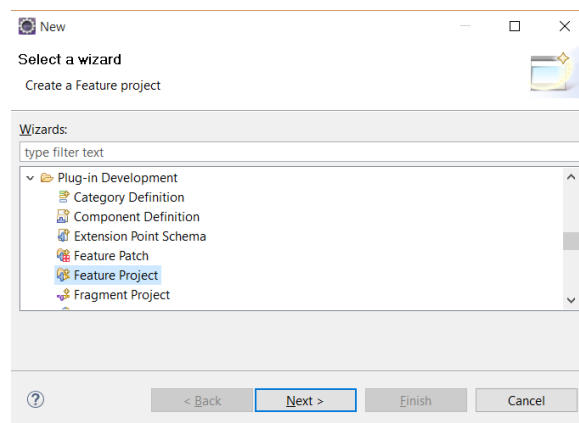 New
Select a wizard
Create a Feature project
Wizards:
type filter text
Plug-in Development
Category Definition
Component Definition
Extension Point Schema
Feature Patch
Feature Project
Fragment Project
?
< Back
Next >
Finish
Cancel